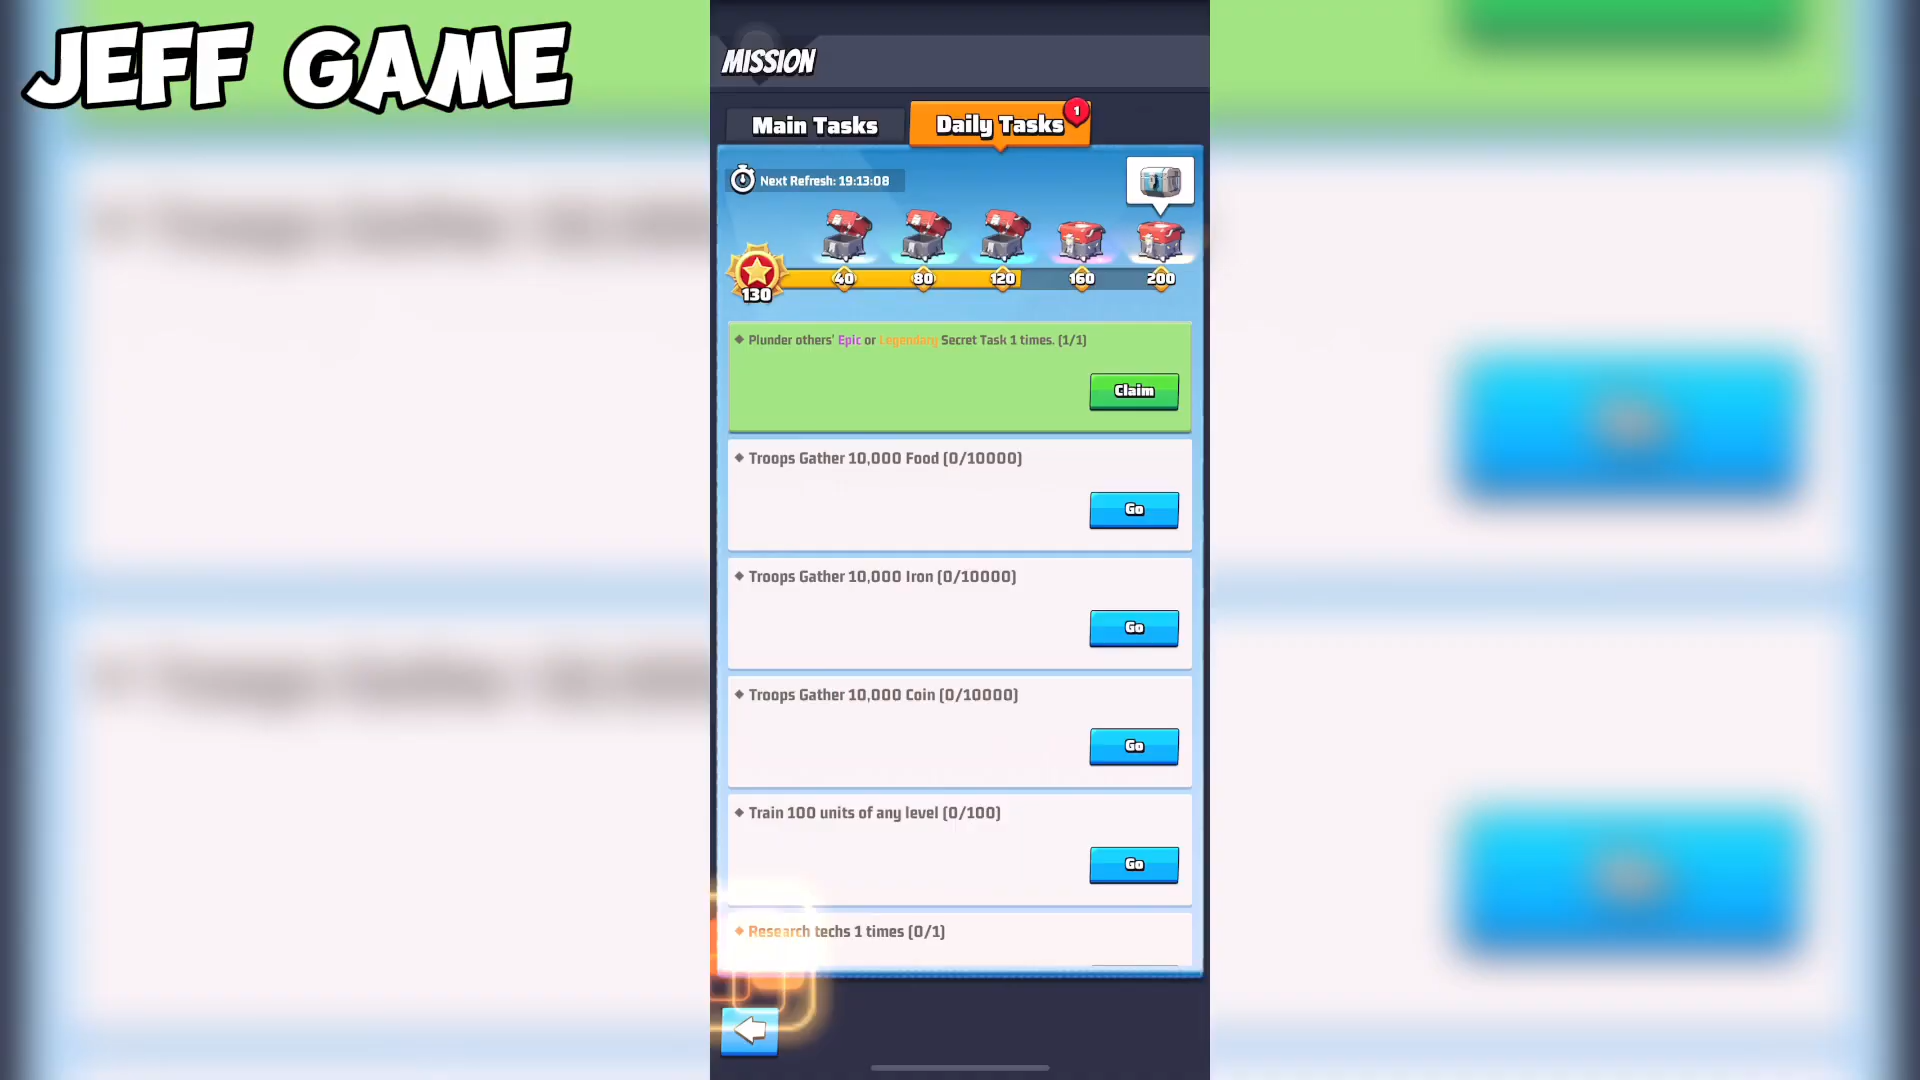 JEFF GAME
MISSION
Main Tasks
Daily Tasks
1
Next Refresh: 19:13:08
130
40
80
120
160
200
Plunder others' Epic or Legendary Secret Task 1 times. (1/1)
Claim
Troops Gather 10,000 Food (0/10000)
Go
Troops Gather 10,000 Iron (0/10000)
Go
Troops Gather 10,000 Coin (0/10000)
Go
Train 100 units of any level (0/100)
Go
Research techs 1 times (0/1)